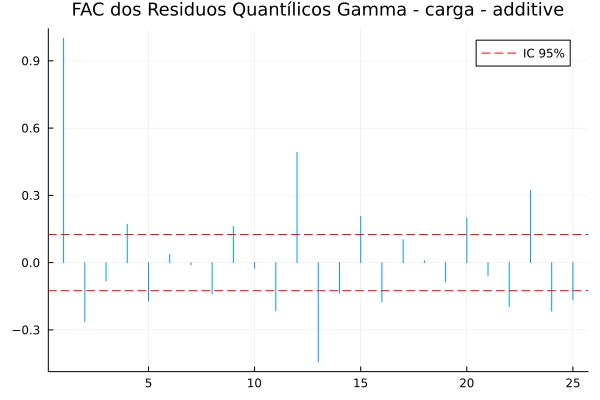 FAC dos Residuos Quantílicos Gamma - carga - additive
IC 95%
0.9
0.6
0.3
0.0
−0.3
5 10 15 20 25